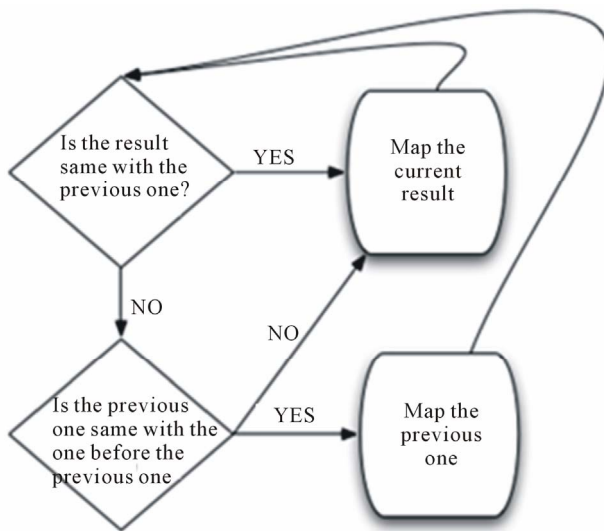 Is the result
same with the
previous one?
YES
Map the
current
result
NO
NO
Is the previous
one same with the
one before the
previous one
YES
Map the
previous
one